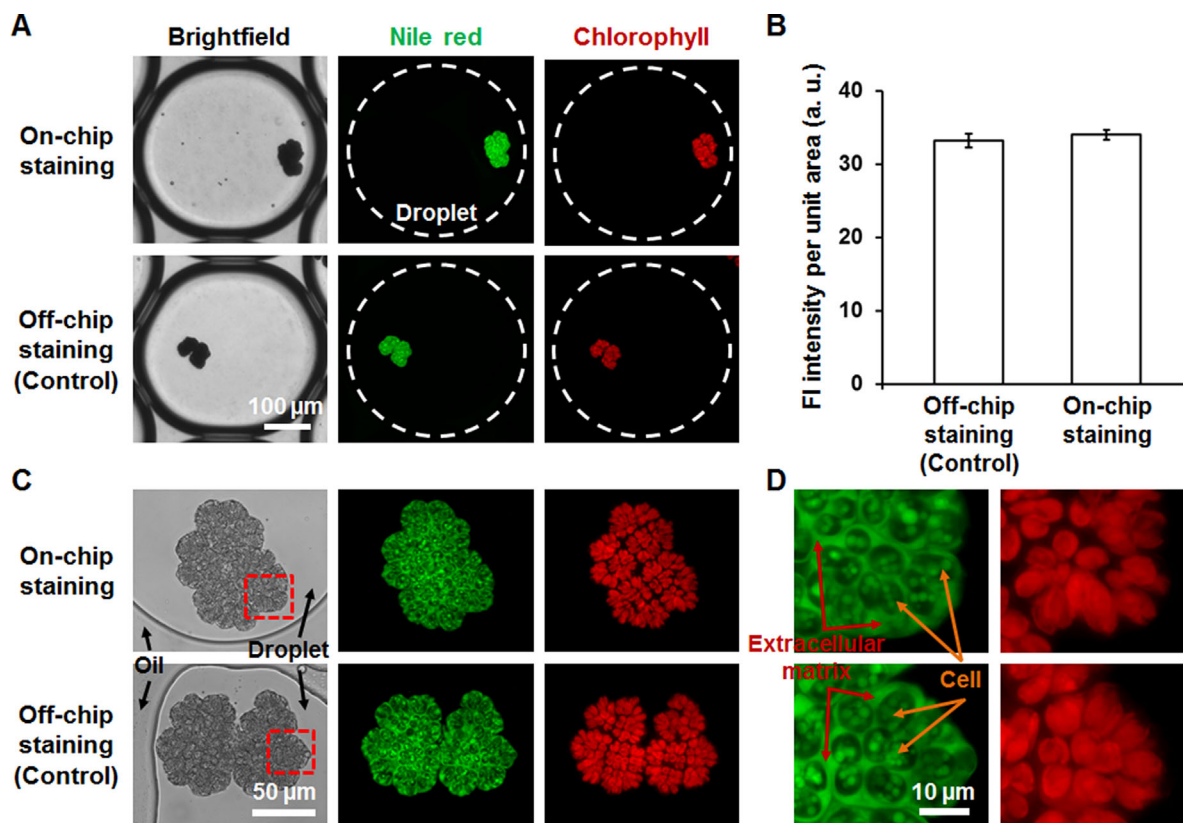 A
Brightfield
Nile red
Chlorophyll
On-chip
staining
Droplet
Off-chip
staining
(Control)
100 µm
B
FI intensity per unit area (a. u.)
40
30
20
10
0
Off-chip
staining
(Control)
On-chip
staining
C
On-chip
staining
Oil
Droplet
Off-chip
staining
(Control)
50 µm
D
Extracellular
matrix
Cell
10 µm